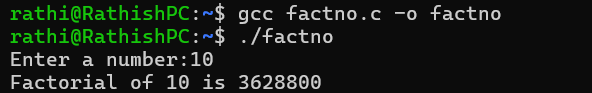 rathi@RathishPC:~$ gcc factno.c -o factno
rathi@RathishPC:~$ ./factno
Enter a number:10
Factorial of 10 is 3628800